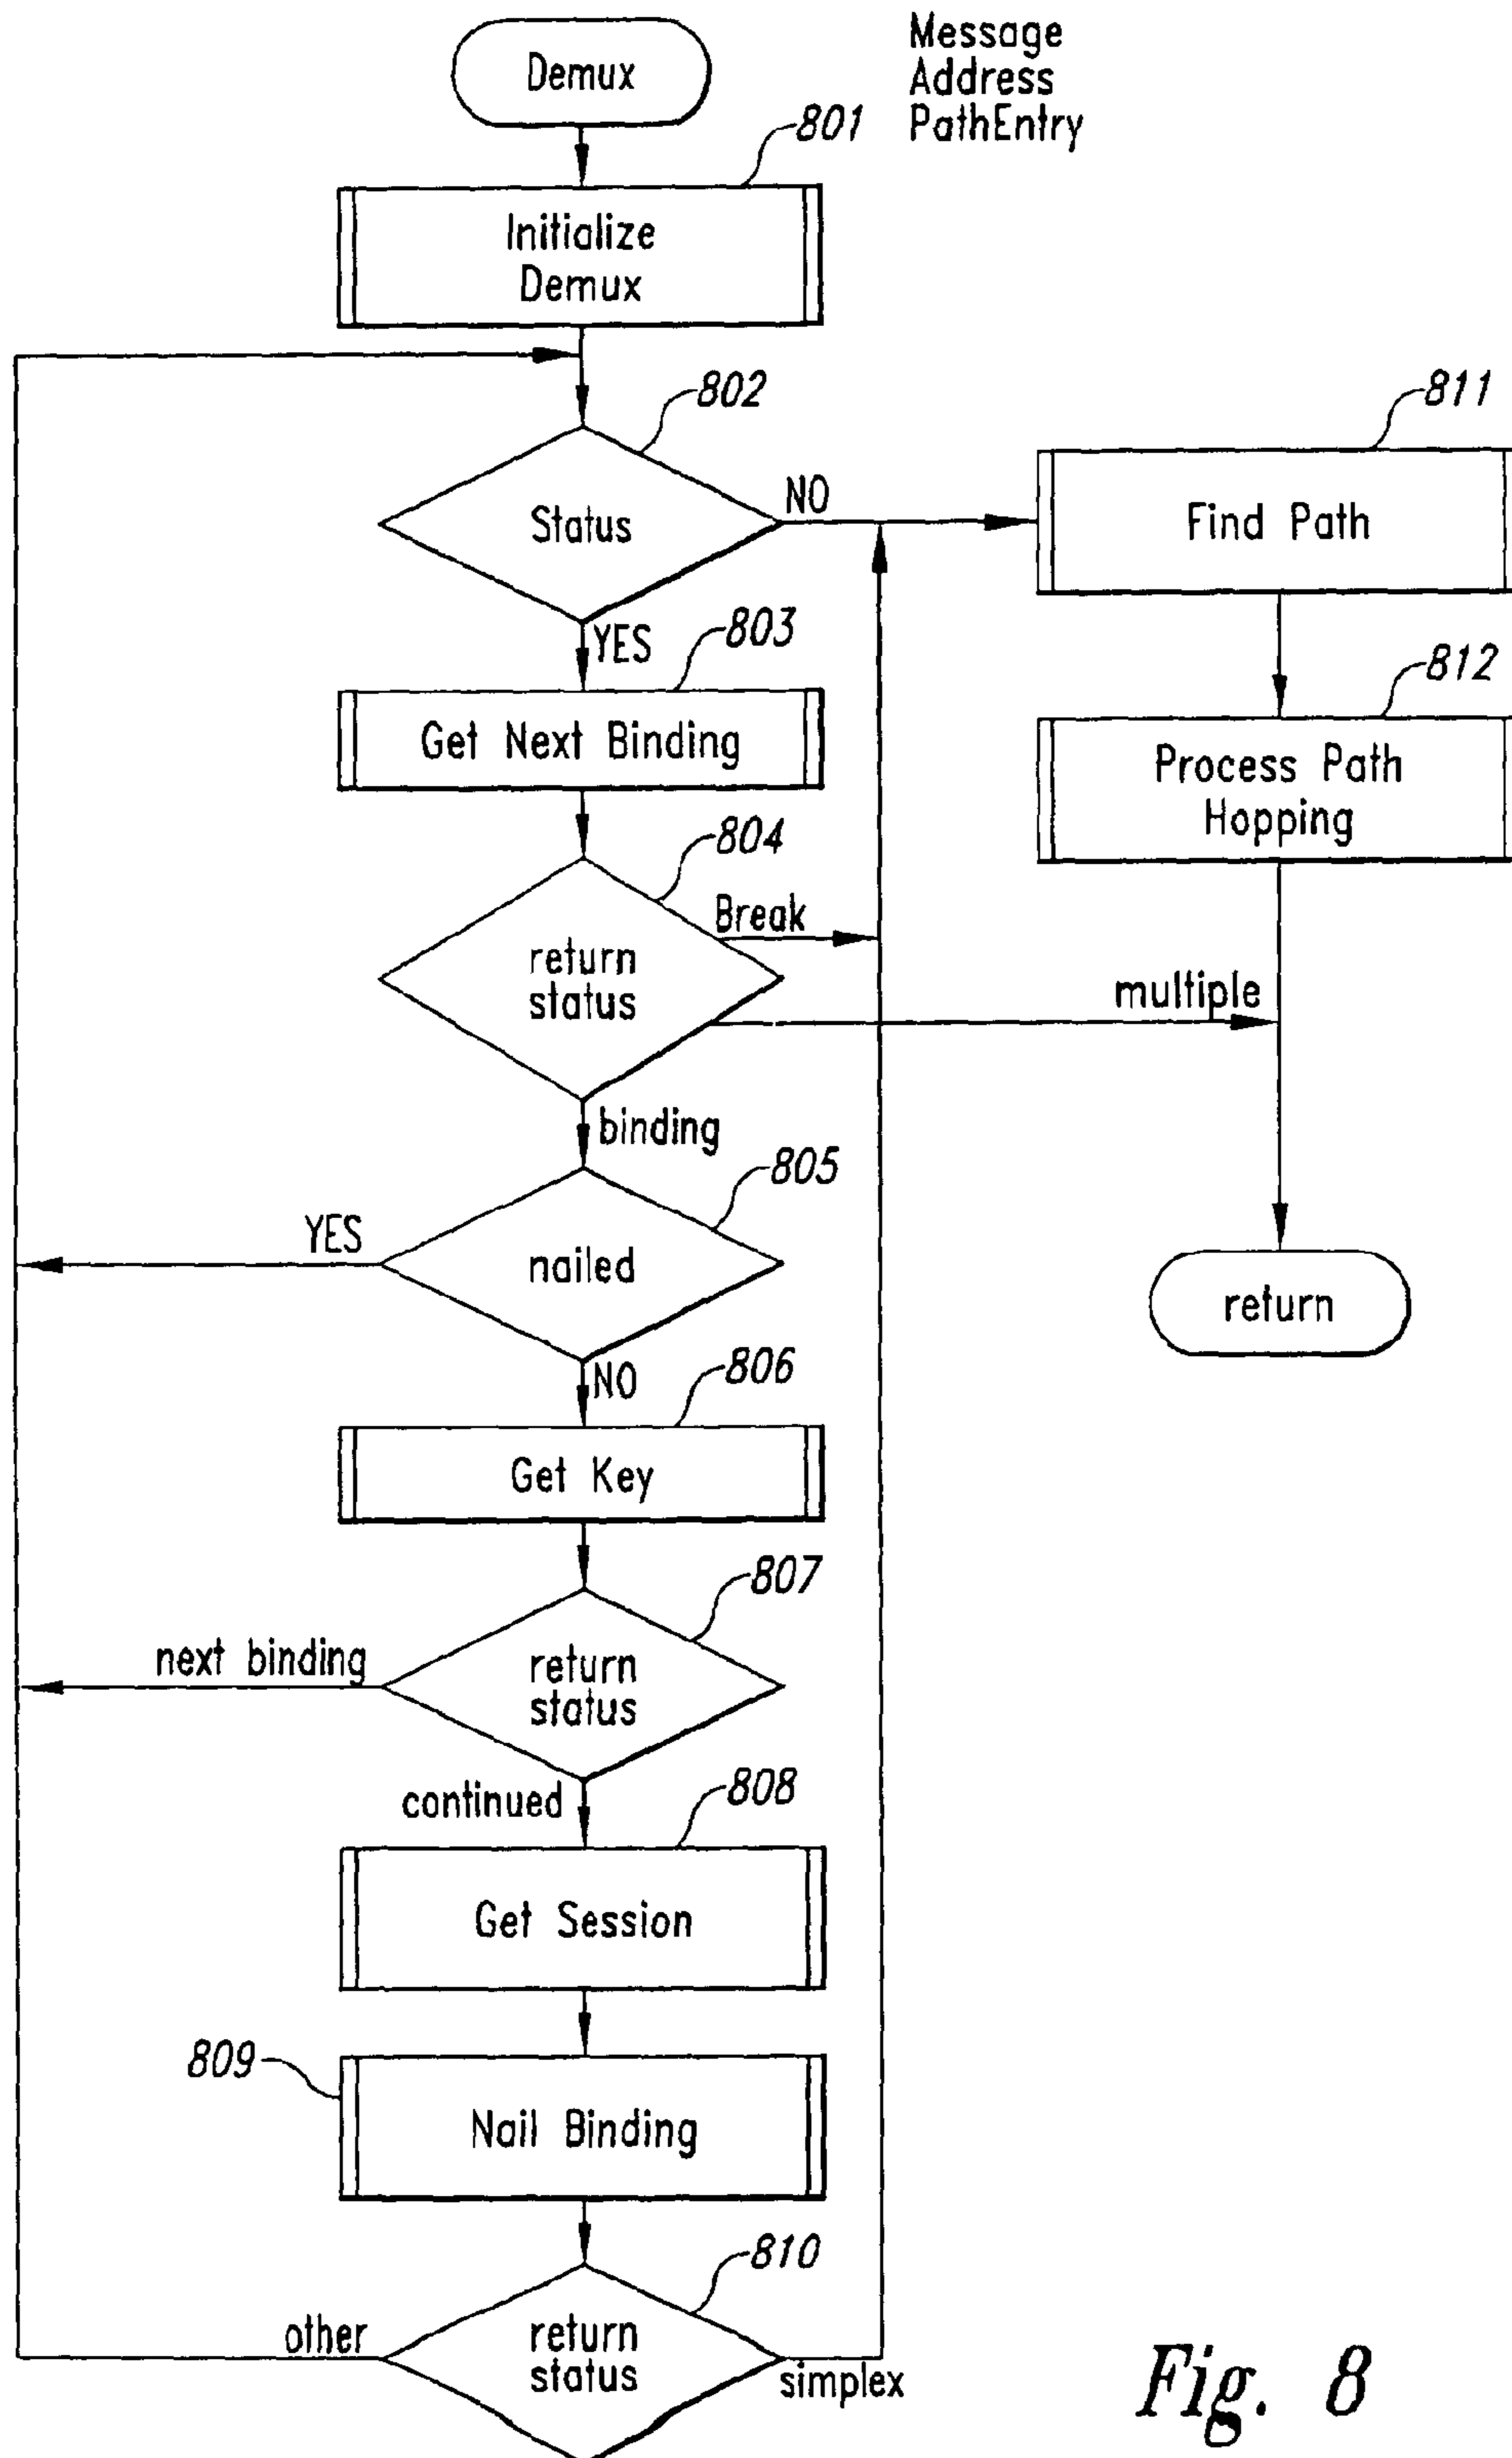 Demux
Message
Address
PathEntry
801
Initialize
Demux
802
Status
NO
YES
811
Find Path
803
Get Next Binding
812
Process Path
Hopping
804
return
status
Break
multiple
binding
805
nailed
YES
NO
return
806
Get Key
807
return
status
next binding
continued
808
Get Session
809
Nail Binding
810
return
status
other
simplex
Fig. 8